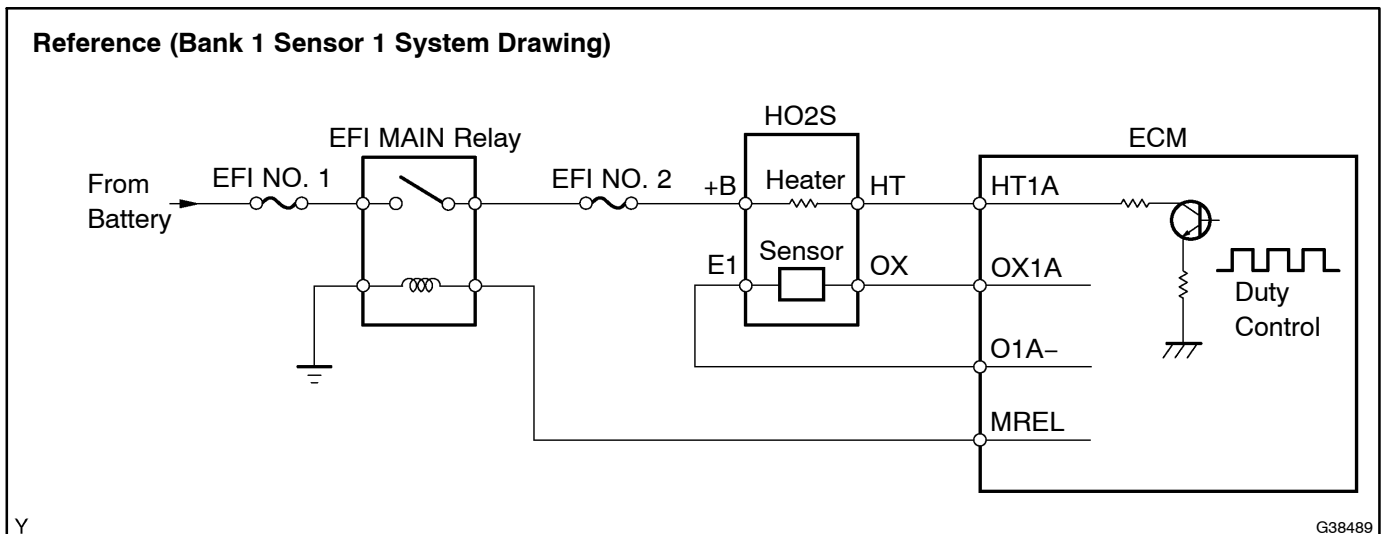 Reference (Bank 1 Sensor 1 System Drawing)
HO2S
EFI MAIN Relay
ECM
From
Battery
EFI NO. 1
EFI NO. 2
+B
Heater
HT
HT1A
E1
Sensor
OX
OX1A
Duty
Control
O1A−
MREL
Y
G38489